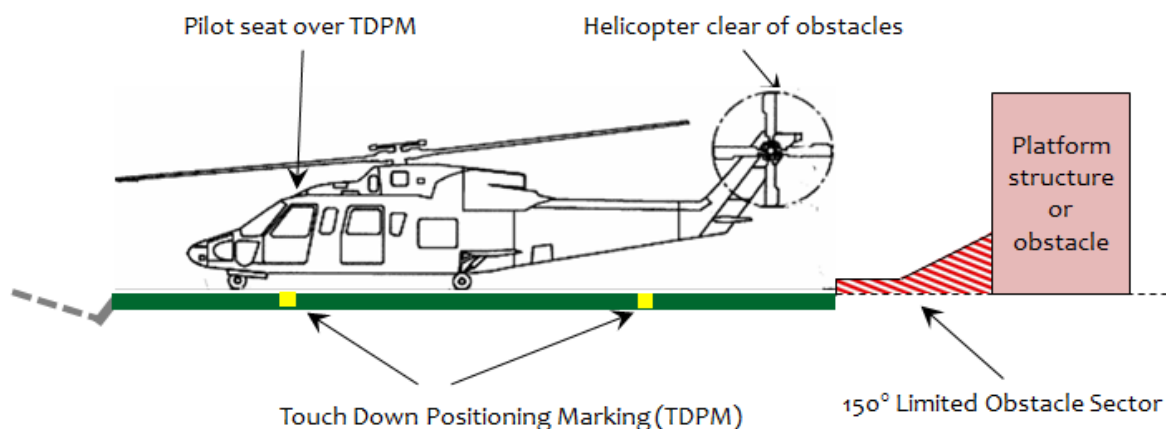 Pilot seat over TDPM
Helicopter clear of obstacles
Platform
structure
or
obstacle
Touch Down Positioning Marking (TDPM)
150° Limited Obstacle Sector